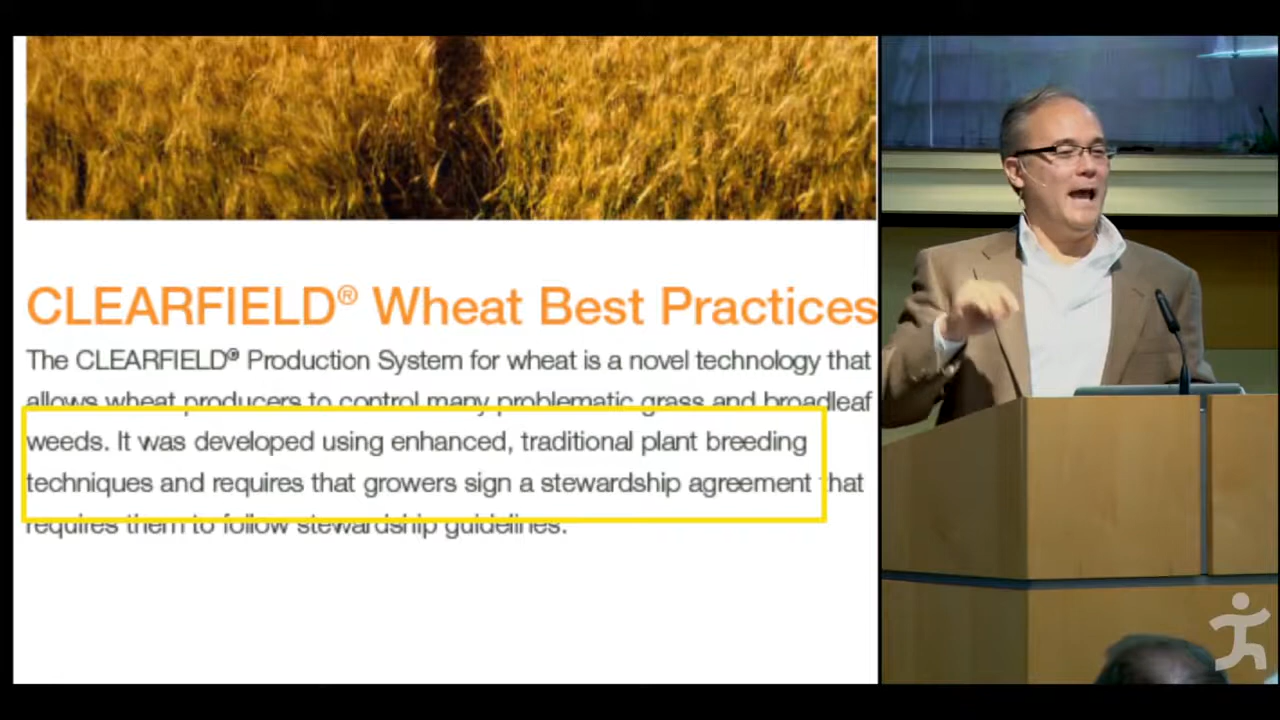 CLEARFIELD® Wheat Best Practices
The CLEARFIELD® Production System for wheat is a novel technology that
allows wheat producers to control many problematic grass and broadleaf
weeds. It was developed using enhanced, traditional plant breeding
techniques and requires that growers sign a stewardship agreement that
requires them to follow stewardship guidelines.